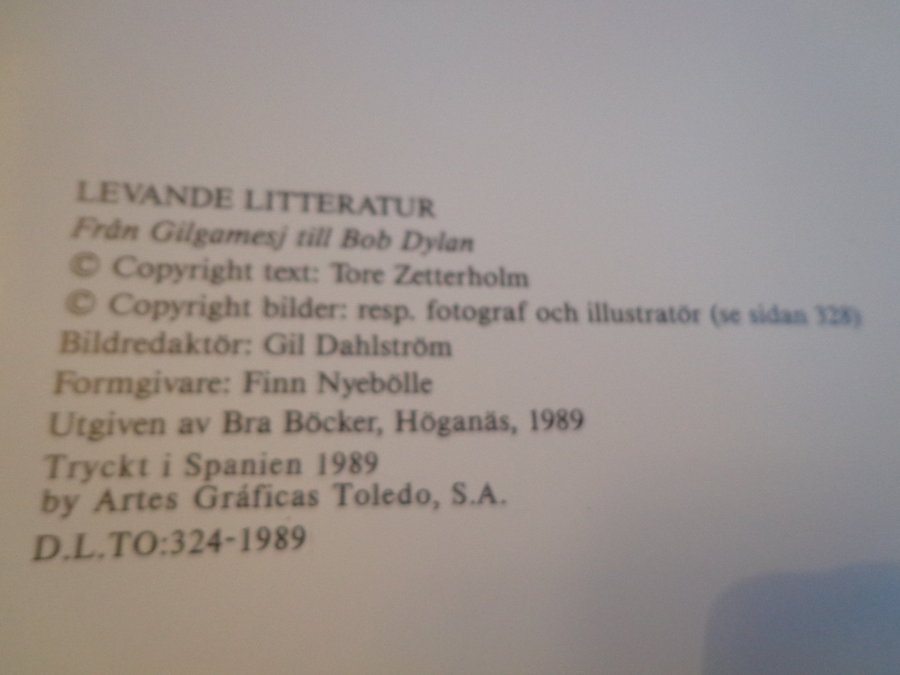 LEVANDE LITTERATUR
Från Gilgamesj till Bob Dylan
© Copyright text: Tore Zetterholm
© Copyright bilder: resp. fotograf och illustratör (se sidan 328)
Bildredaktör: Gil Dahlström
Formgivare: Finn Nyebölle
Utgiven av Bra Böcker, Höganäs, 1989
Tryckt i Spanien 1989
by Artes Gráficas Toledo, S.A.
D.L.TO:324-1989